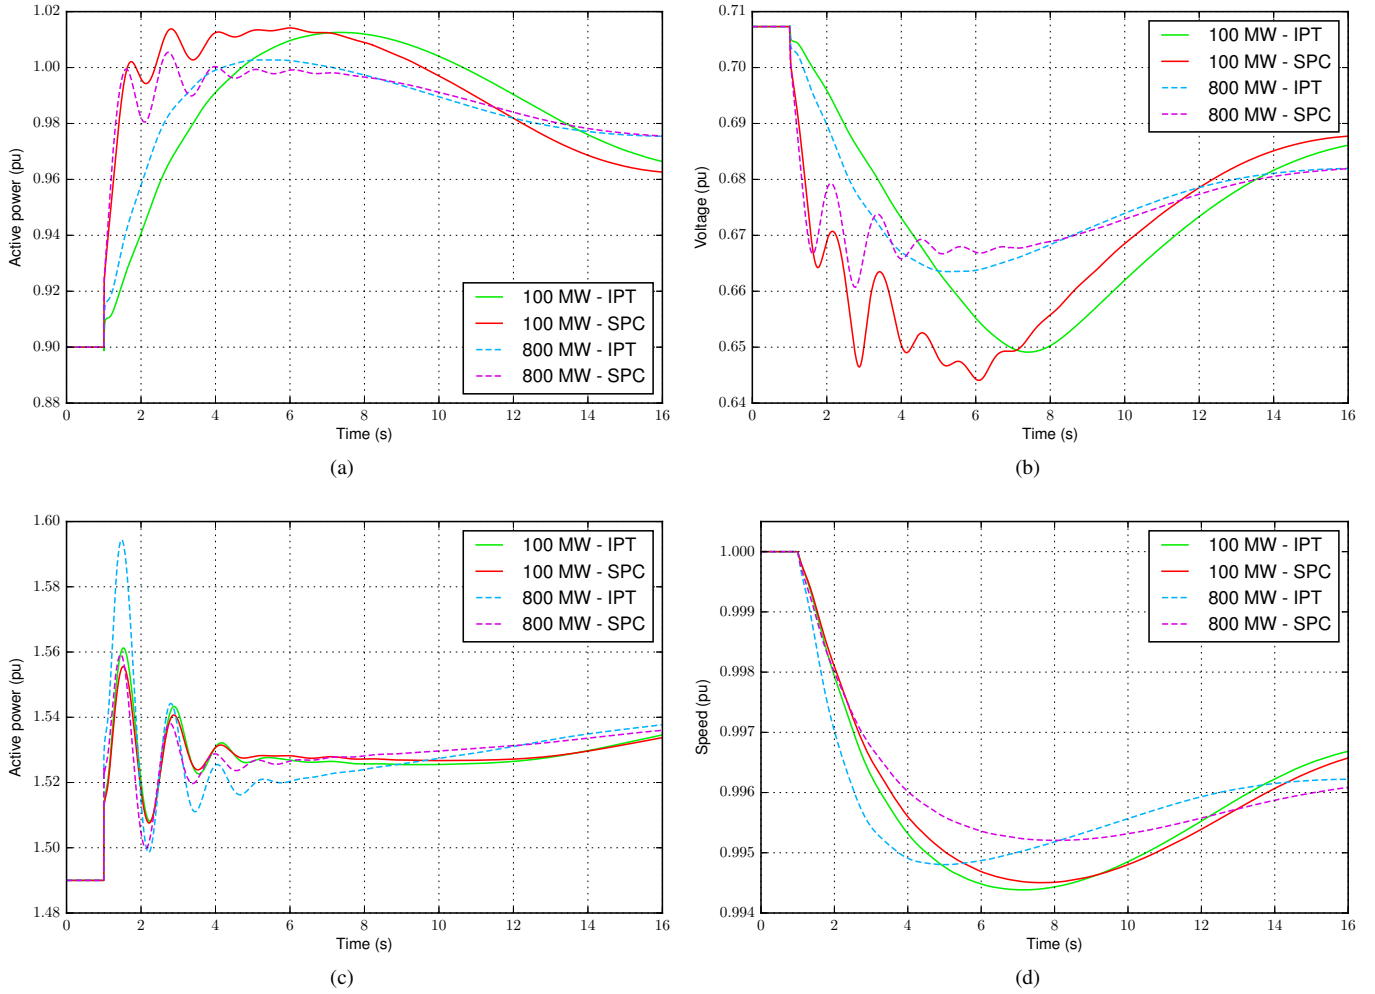 1.02
1.00
0.98
0.96
0.94
0.92
0.90
0.88
Active power (pu)
100 MW - IPT
100 MW - SPC
800 MW - IPT
800 MW - SPC
0 2 4 6 8 10 12 14 16
Time (s)
(a)
0.71
0.70
0.69
0.68
0.67
0.66
0.65
0.64
Voltage (pu)
100 MW - IPT
100 MW - SPC
800 MW - IPT
800 MW - SPC
0 2 4 6 8 10 12 14 16
Time (s)
(b)
1.60
1.58
1.56
1.54
1.52
1.50
1.48
Active power (pu)
100 MW - IPT
100 MW - SPC
800 MW - IPT
800 MW - SPC
0 2 4 6 8 10 12 14 16
Time (s)
(c)
1.000
0.999
0.998
0.997
0.996
0.995
0.994
Speed (pu)
100 MW - IPT
100 MW - SPC
800 MW - IPT
800 MW - SPC
0 2 4 6 8 10 12 14 16
Time (s)
(d)